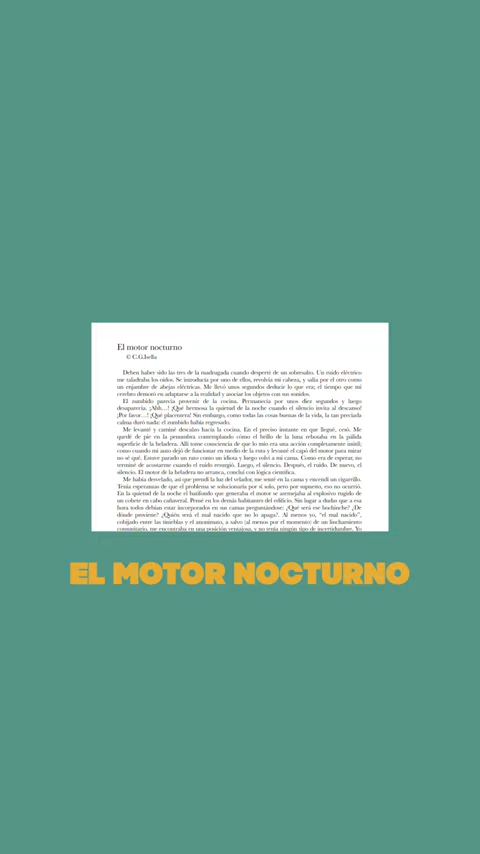 El motor nocturno
© C.G.Isella
Deben haber sido las tres de la madrugada cuando desperté de un sobresalto. Un ruido eléctrico
me taladraba los oídos. Se introducía por uno de ellos, revolvía mi cabeza, y salía por el otro como
un enjambre de abejas eléctricas. Me llevó unos segundos deducir lo que era; el tiempo que mi
cerebro demoró en adaptarse a la realidad y asociar los objetos con sus sonidos.
El zumbido parecía provenir de la cocina. Permanecía por unos diez segundos y luego
desaparecía. ¡Ahh…! ¡Qué hermosa la quietud de la noche cuando el silencio invita al descanso!
¡Por favor…! ¡Qué placentera! Sin embargo, como todas las cosas buenas de la vida, la tan preciada
calma duró nada: el zumbido había regresado.
Me levanté y caminé descalzo hacia la cocina. En el preciso instante en que llegué, cesó. Me
quedé de pie en la penumbra contemplando cómo el brillo de la luna rebotaba en la pálida
superficie de la heladera. Allí tome consciencia de que lo mío era una acción completamente inútil;
como cuando mi auto dejó de funcionar en medio de la ruta y levanté el capó del motor para mirar
no sé qué. Estuve parado un rato como un idiota y luego volví a mi cama. Como era de esperar, no
terminé de acostarme cuando el ruido resurgió. Luego, el silencio. Después, el ruido. De nuevo, el
silencio. El motor de la heladera no arranca, concluí con lógica científica.
Me había desvelado, así que prendí la luz del velador, me senté en la cama y encendí un cigarrillo.
Tenía esperanzas de que el problema se solucionaría por sí solo, pero por supuesto, eso no ocurrió.
En la quietud de la noche el batifondo que generaba el motor se asemejaba al explosivo rugido de
un cohete en cabo cañaveral. Pensé en los demás habitantes del edificio. Sin lugar a dudas que a esa
hora todos debían estar incorporados en sus camas preguntándose: ¿Qué será ese bochinche? ¿De
dónde proviene? ¿Quién será el mal nacido que no lo apaga?. Al menos yo, “el mal nacido”,
cobijado entre las tinieblas y el anonimato, a salvo (al menos por el momento) de un linchamiento
comunitario, me encontraba en una posición ventajosa, y no tenía ningún tipo de incertidumbre. Yo
EL MOTOR NOCTURNO